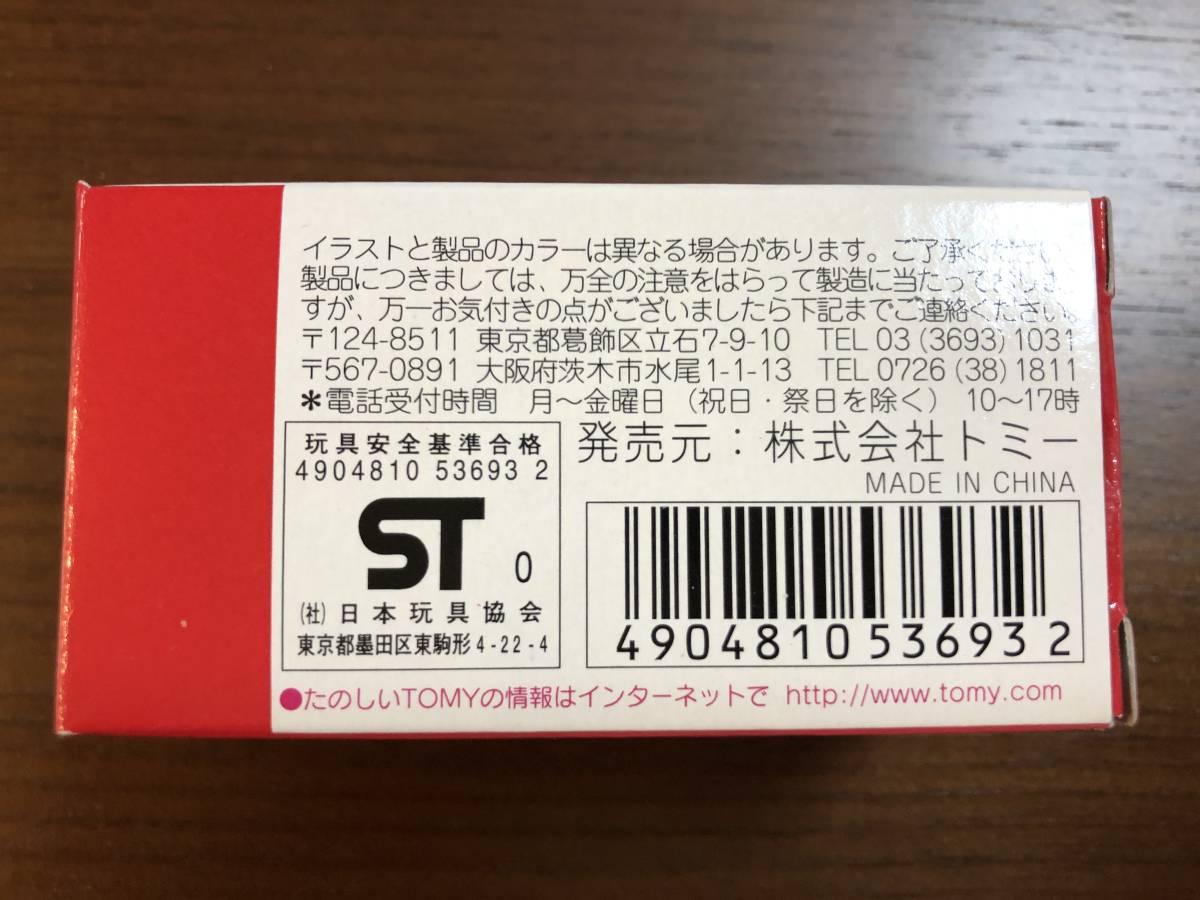 イラストと製品のカラーは異なる場合があります。ご了承ください。
製品につきましては、万全の注意をはらって製造に当たっておりま
すが、万一お気付きの点がございましたら下記までご連絡ください。
〒124-8511 東京都葛飾区立石7-9-10 TEL 03 (3693) 1031
〒567-0891 大阪府茨木市水尾1-1-13 TEL 0726 (38) 1811
*電話受付時間 月〜金曜日（祝日・祭日を除く） 10〜17時
発売元：株式会社トミー
MADE IN CHINA
玩具安全基準合格
4904810 53693 2
ST 0
(社) 日本玩具協会
東京都墨田区東駒形4-22-4
4904810536932
●たのしいTOMYの情報はインターネットで http://www.tomy.com